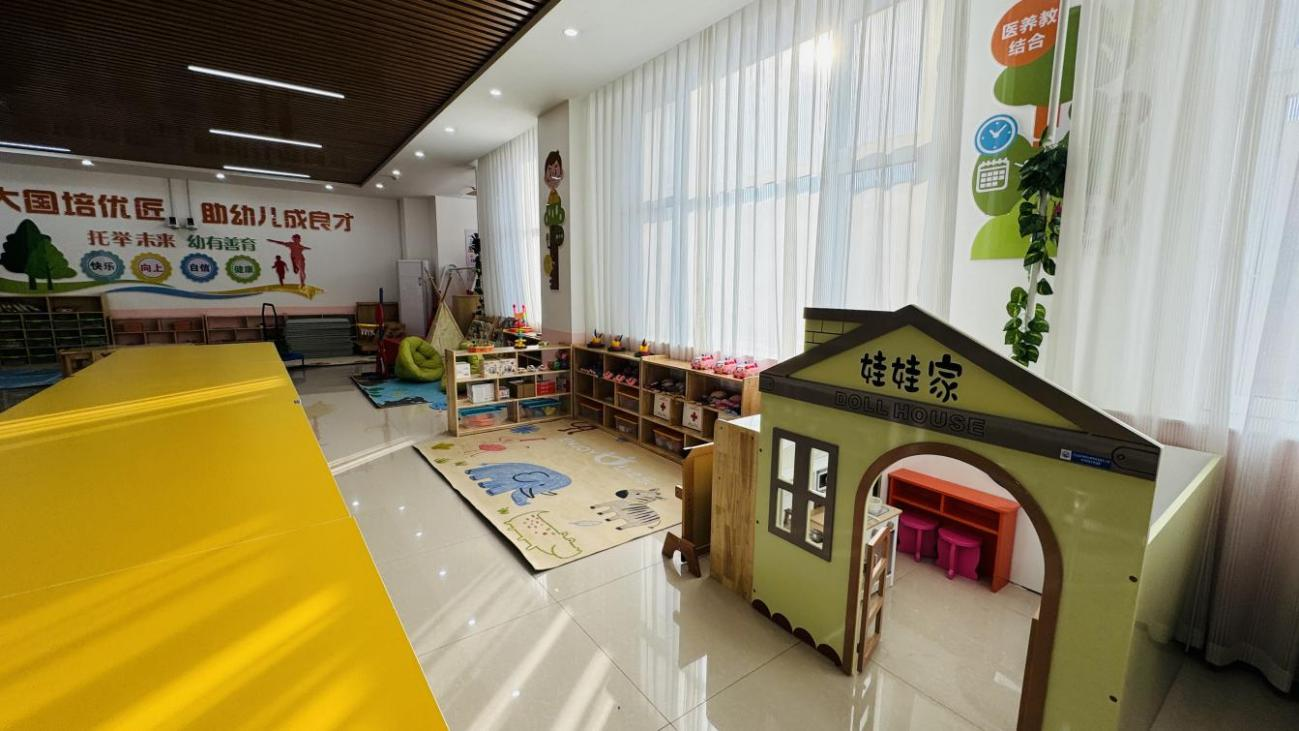 大国培优匠 助幼儿成良才
托举未来 幼有善育
快乐 向上 自信 健康
医养教
结合
娃娃家
DOLL HOUSE